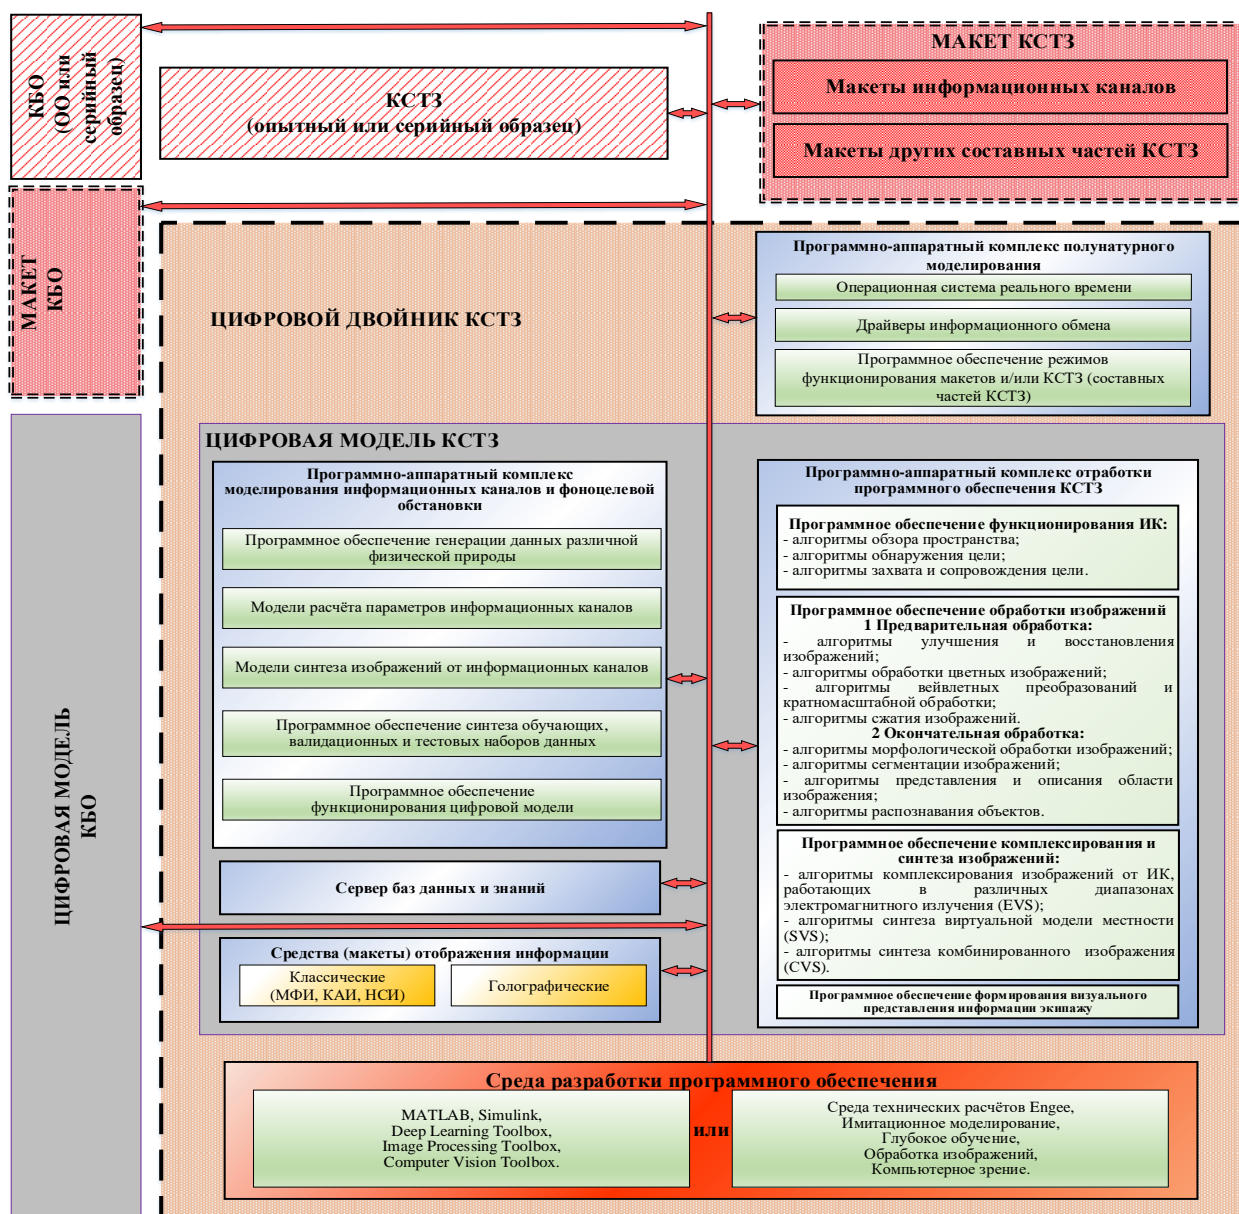 КБО
(ОО или
серийный
образец)
КСТЗ
(опытный или серийный образец)
МАКЕТ КСТЗ
Макеты информационных каналов
Макеты других составных частей КСТЗ
МАКЕТ
КБО
ЦИФРОВОЙ ДВОЙНИК КСТЗ
Программно-аппаратный комплекс полунатурного
моделирования
Операционная система реального времени
Драйверы информационного обмена
Программное обеспечение режимов
функционирования макетов и/или КСТЗ (составных
частей КСТЗ)
ЦИФРОВАЯ МОДЕЛЬ
КБО
ЦИФРОВАЯ МОДЕЛЬ КСТЗ
Программно-аппаратный комплекс
моделирования информационных каналов и фоноцелевой
обстановки
Программное обеспечение генерации данных различной
физической природы
Модели расчёта параметров информационных каналов
Модели синтеза изображений от информационных каналов
Программное обеспечение синтеза обучающих,
валидационных и тестовых наборов данных
Программное обеспечение
функционирования цифровой модели
Сервер баз данных и знаний
Средства (макеты) отображения информации
Классические
(МФИ, КАИ, НСИ)
Голографические
Программно-аппаратный комплекс отработки
программного обеспечения КСТЗ
Программное обеспечение функционирования ИК:
- алгоритмы обзора пространства;
- алгоритмы обнаружения цели;
- алгоритмы захвата и сопровождения цели.
Программное обеспечение обработки изображений
1 Предварительная обработка:
- алгоритмы улучшения и восстановления
изображений;
- алгоритмы обработки цветных изображений;
- алгоритмы вейвлетных преобразований и
кратномасштабной обработки;
- алгоритмы сжатия изображений.
2 Окончательная обработка:
- алгоритмы морфологической обработки изображений;
- алгоритмы сегментации изображений;
- алгоритмы представления и описания области
изображения;
- алгоритмы распознавания объектов.
Программное обеспечение комплексирования и
синтеза изображений:
- алгоритмы комплексирования изображений от ИК,
работающих в различных диапазонах
электромагнитного излучения (EVS);
- алгоритмы синтеза виртуальной модели местности
(SVS);
- алгоритмы синтеза комбинированного изображения
(CVS).
Программное обеспечение формирования визуального
представления информации экипажу
Среда разработки программного обеспечения
MATLAB, Simulink,
Deep Learning Toolbox,
Image Processing Toolbox,
Computer Vision Toolbox.
или
Среда технических расчётов Engee,
Имитационное моделирование,
Глубокое обучение,
Обработка изображений,
Компьютерное зрение.